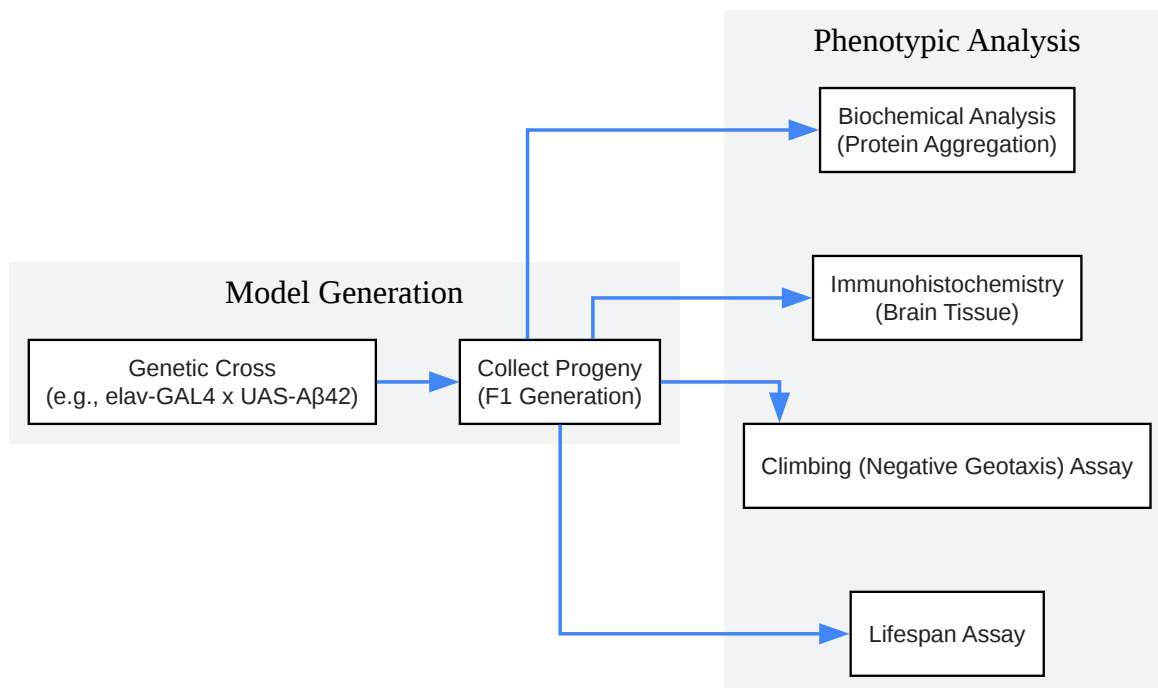 Phenotypic Analysis
Biochemical Analysis
(Protein Aggregation)
Immunohistochemistry
(Brain Tissue)
Model Generation
Genetic Cross
(e.g., elav-GAL4 x UAS-Aβ42)
Collect Progeny
(F1 Generation)
Climbing (Negative Geotaxis) Assay
Lifespan Assay